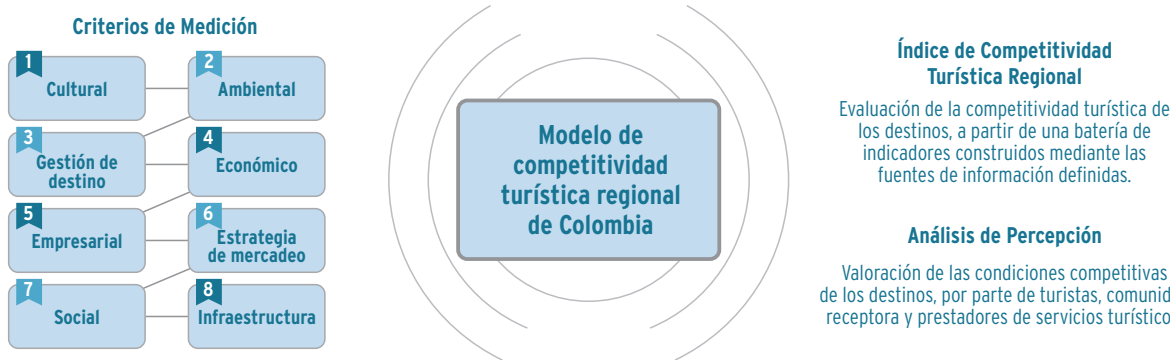 Criterios de Medición
1
Cultural
2
Ambiental
3
Gestión de
destino
4
Económico
5
Empresarial
6
Estrategia
de mercadeo
7
Social
8
Infraestructura
Modelo de
competitividad
turística regional
de Colombia
Índice de Competitividad
Turística Regional
Evaluación de la competitividad turística de
los destinos, a partir de una batería de
indicadores construidos mediante las
fuentes de información definidas.
Análisis de Percepción
Valoración de las condiciones competitivas
de los destinos, por parte de turistas, comunid
receptora y prestadores de servicios turístico